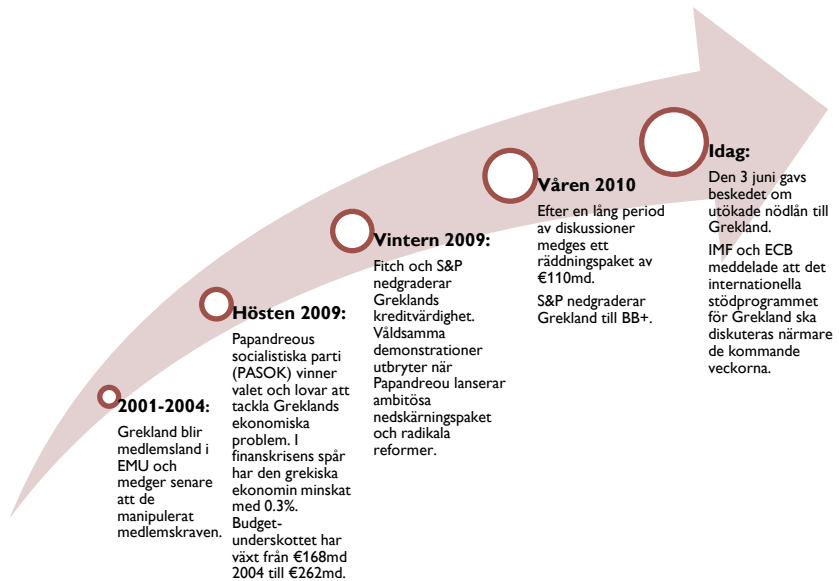 2001-2004:
Grekland blir
medlemsland i
EMU och
medger senare
att de
manipulerat
medlemskraven.
Hösten 2009:
Papandreous
socialistiska parti
(PASOK) vinner
valet och lovar att
tackla Greklands
ekonomiska
problem. I
finanskrisens spår
har den grekiska
ekonomin minskat
med 0.3%.
Budget-
underskottet har
växt från €168md
2004 till €262md.
Vintern 2009:
Fitch och S&P
nedgraderar
Greklands
kreditvärdighet.
Våldsamma
demonstrationer
utbryter när
Papandreou lanserar
ambitösa
nedskärningspaket
och radikala
reformer.
Våren 2010
Efter en lång period
av diskussioner
medges ett
räddningspaket av
€110md.
S&P nedgraderar
Grekland till BB+.
Idag:
Den 3 juni gavs
beskedet om
utökade nödlån till
Grekland.
IMF och ECB
meddelade att det
internationella
stödprogrammet
för Grekland ska
diskuteras närmare
de kommande
veckorna.